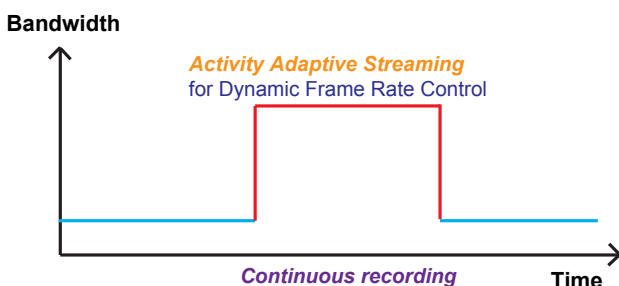 Bandwidth
Activity Adaptive Streaming
for Dynamic Frame Rate Control
Continuous recording
Time